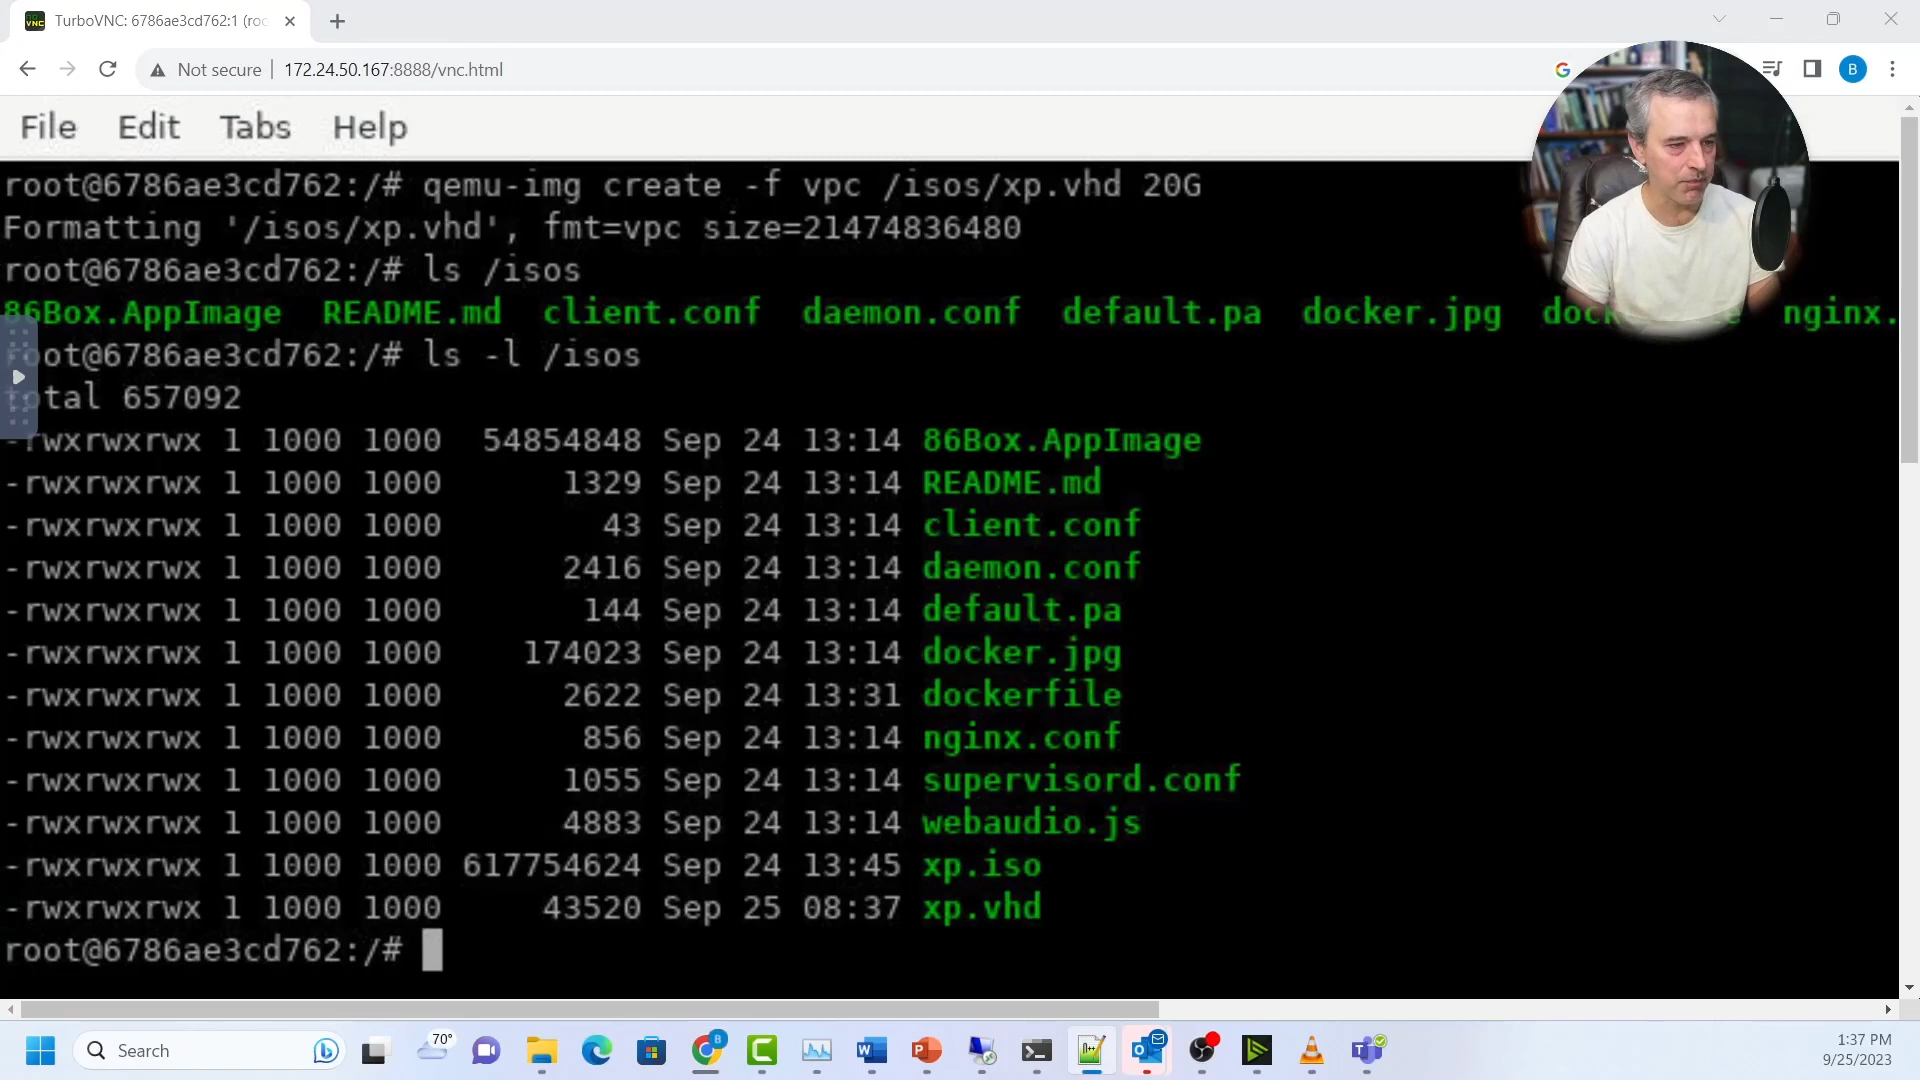 TurboVNC: 6786ae3cd762:1 (roo
Not secure
172.24.50.167:8888/vnc.html
B
File Edit Tabs Help
root@6786ae3cd762:/# qemu-img create -f vpc /isos/xp.vhd 20G
Formatting '/isos/xp.vhd', fmt=vpc size=21474836480
root@6786ae3cd762:/# ls /isos
86Box.AppImage README.md client.conf daemon.conf default.pa docker.jpg nginx.
root@6786ae3cd762:/# ls -l /isos
total 657092
-rwxrwxrwx 1 1000 1000 54854848 Sep 24 13:14 86Box.AppImage
-rwxrwxrwx 1 1000 1000 1329 Sep 24 13:14 README.md
-rwxrwxrwx 1 1000 1000 43 Sep 24 13:14 client.conf
-rwxrwxrwx 1 1000 1000 2416 Sep 24 13:14 daemon.conf
-rwxrwxrwx 1 1000 1000 144 Sep 24 13:14 default.pa
-rwxrwxrwx 1 1000 1000 174023 Sep 24 13:14 docker.jpg
-rwxrwxrwx 1 1000 1000 2622 Sep 24 13:31 dockerfile
-rwxrwxrwx 1 1000 1000 856 Sep 24 13:14 nginx.conf
-rwxrwxrwx 1 1000 1000 1055 Sep 24 13:14 supervisord.conf
-rwxrwxrwx 1 1000 1000 4883 Sep 24 13:14 webaudio.js
-rwxrwxrwx 1 1000 1000 617754624 Sep 24 13:45 xp.iso
-rwxrwxrwx 1 1000 1000 43520 Sep 25 08:37 xp.vhd
root@6786ae3cd762:/#
Search
70°
1:37 PM
9/25/2023